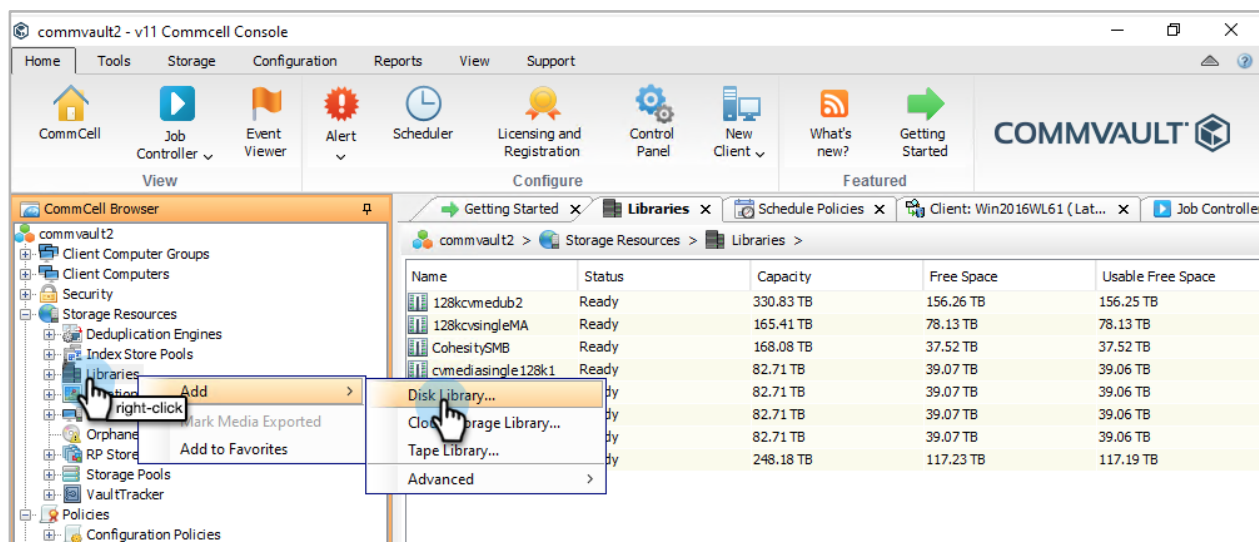 commvault2 - v11 Commcell Console
Home Tools Storage Configuration Reports View Support
CommCell
Job Controller
Event Viewer
Alert
Scheduler
Licensing and Registration
Control Panel
New Client
What's new?
Getting Started
COMMVAULT
View
Configure
Featured
CommCell Browser
commvault2
Client Computer Groups
Client Computers
Security
Storage Resources
Deduplication Engines
Index Store Pools
Libraries
Orphane
RP Store
Storage Pools
VaultTracker
Policies
Configuration Policies
right-click
Add
Mark Media Exported
Add to Favorites
Disk Library...
Library...
Tape Library...
Advanced
Getting Started Libraries Schedule Policies Client: Win2016WL61 (Lat... Job Controller
commvault2 > Storage Resources > Libraries >
Name Status Capacity Free Space Usable Free Space
128kcvmedub2 Ready 330.83 TB 156.26 TB 156.25 TB
128kcvsingleMA Ready 165.41 TB 78.13 TB 78.13 TB
CohesitySMB Ready 168.08 TB 37.52 TB 37.52 TB
cvmediasingle128k1 Ready 82.71 TB 39.07 TB 39.06 TB
82.71 TB 39.07 TB 39.06 TB
82.71 TB 39.07 TB 39.06 TB
82.71 TB 39.07 TB 39.06 TB
248.18 TB 117.23 TB 117.19 TB